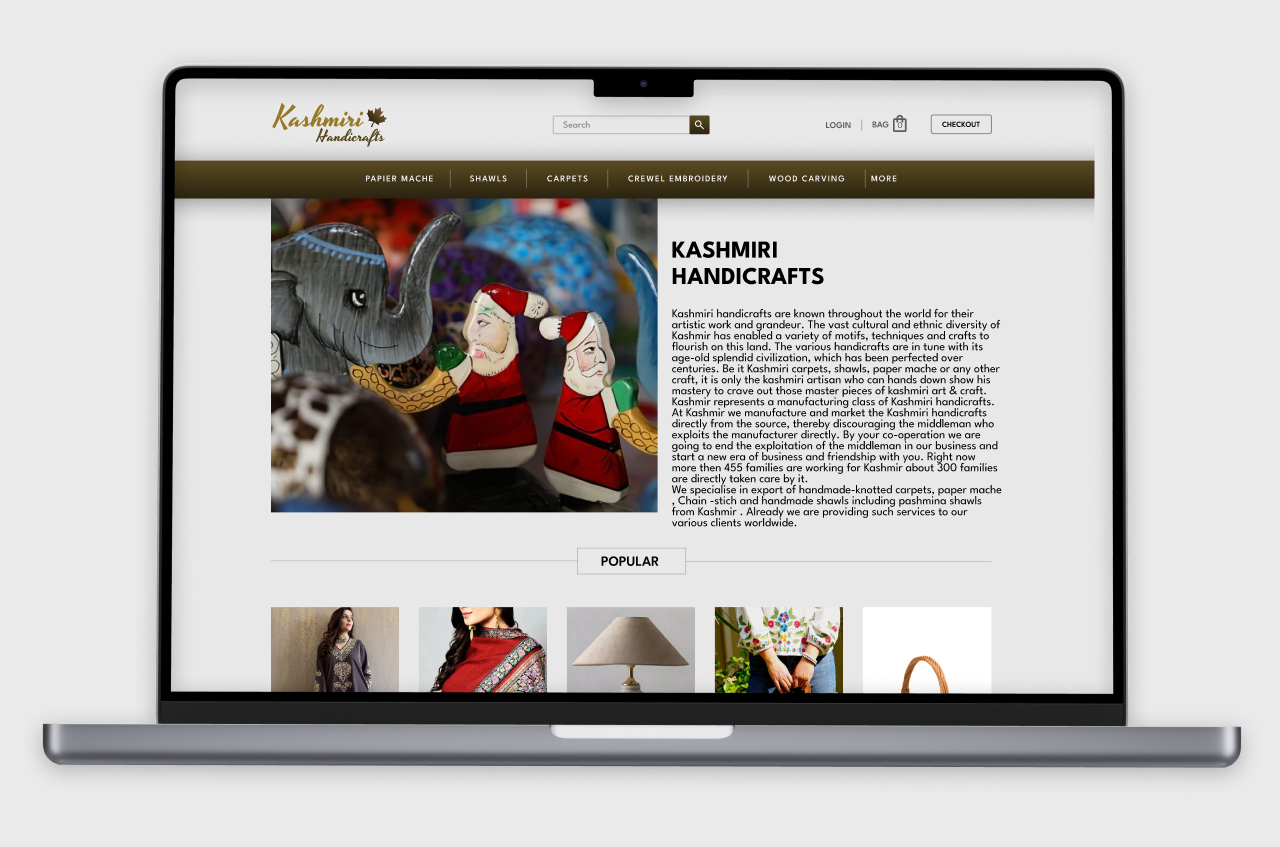 Kashmiri
Handicrafts
Search
LOGIN
BAG
0
CHECKOUT
PAPIER MACHE
SHAWLS
CARPETS
CREWEL EMBROIDERY
WOOD CARVING
MORE
KASHMIRI
HANDICRAFTS
Kashmiri handicrafts are known throughout the world for their
artistic work and grandeur. The vast cultural and ethnic diversity of
Kashmir has enabled a variety of motifs, techniques and crafts to
flourish on this land. The various handicrafts are in tune with its
age-old splendid civilization, which has been perfected over
centuries. Be it Kashmiri carpets, shawls, paper mache or any other
craft, it is only the kashmiri artisan who can hands down show his
mastery to crave out those master pieces of kashmiri art & craft.
Kashmir represents a manufacturing class of Kashmiri handicrafts.
At Kashmir we manufacture and market the Kashmiri handicrafts
directly from the source, thereby discouraging the middleman who
exploits the manufacturer directly. By your co-operation we are
going to end the exploitation of the middleman in our business and
start a new era of business and friendship with you. Right now
more then 455 families are working for Kashmir about 300 families
are directly taken care by it.
We specialise in export of handmade-knotted carpets, paper mache
, Chain -stich and handmade shawls including pashmina shawls
from Kashmir . Already we are providing such services to our
various clients worldwide.
POPULAR